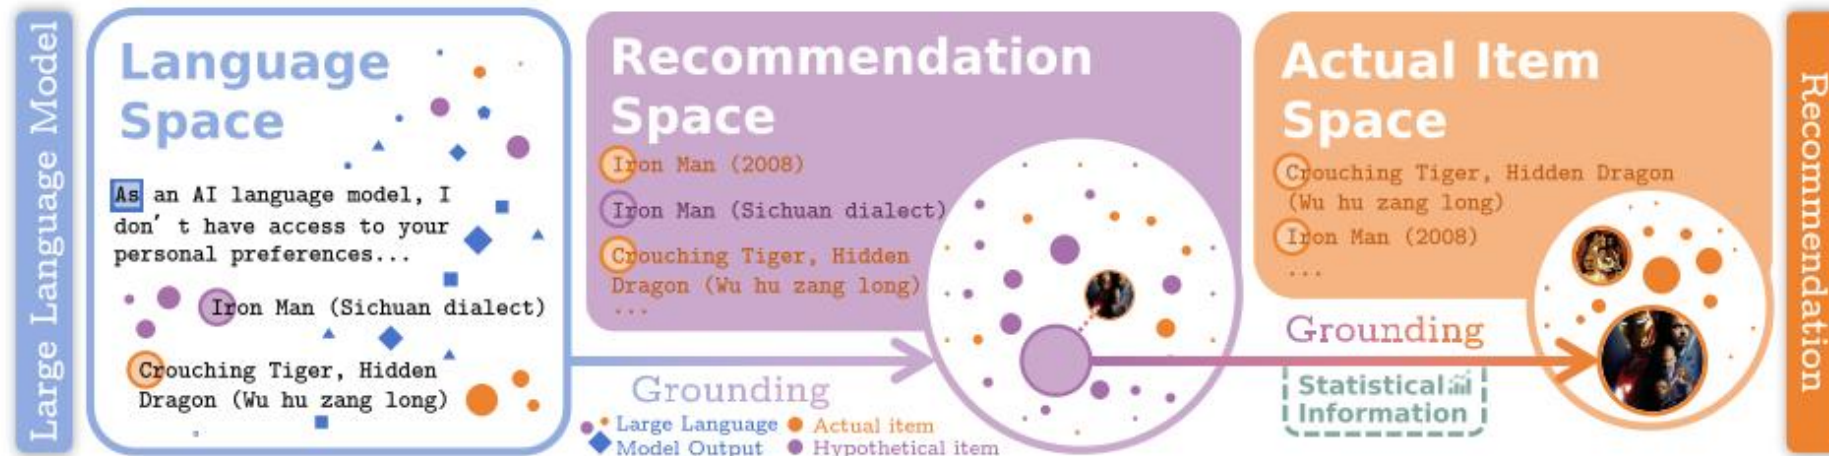 Large Language Model
Language
Space
As an AI language model, I
don't have access to your
personal preferences...
Iron Man (Sichuan dialect)
Crouching Tiger, Hidden
Dragon (Wu hu zang long)
Recommendation
Space
Iron Man (2008)
Iron Man (Sichuan dialect)
Crouching Tiger, Hidden
Dragon (Wu hu zang long)
...
Grounding
Large Language
Model Output
Actual item
Hypothetical item
Actual Item
Space
Crouching Tiger, Hidden Dragon
(Wu hu zang long)
Iron Man (2008)
...
Grounding
Statistical
Information
Recommendation